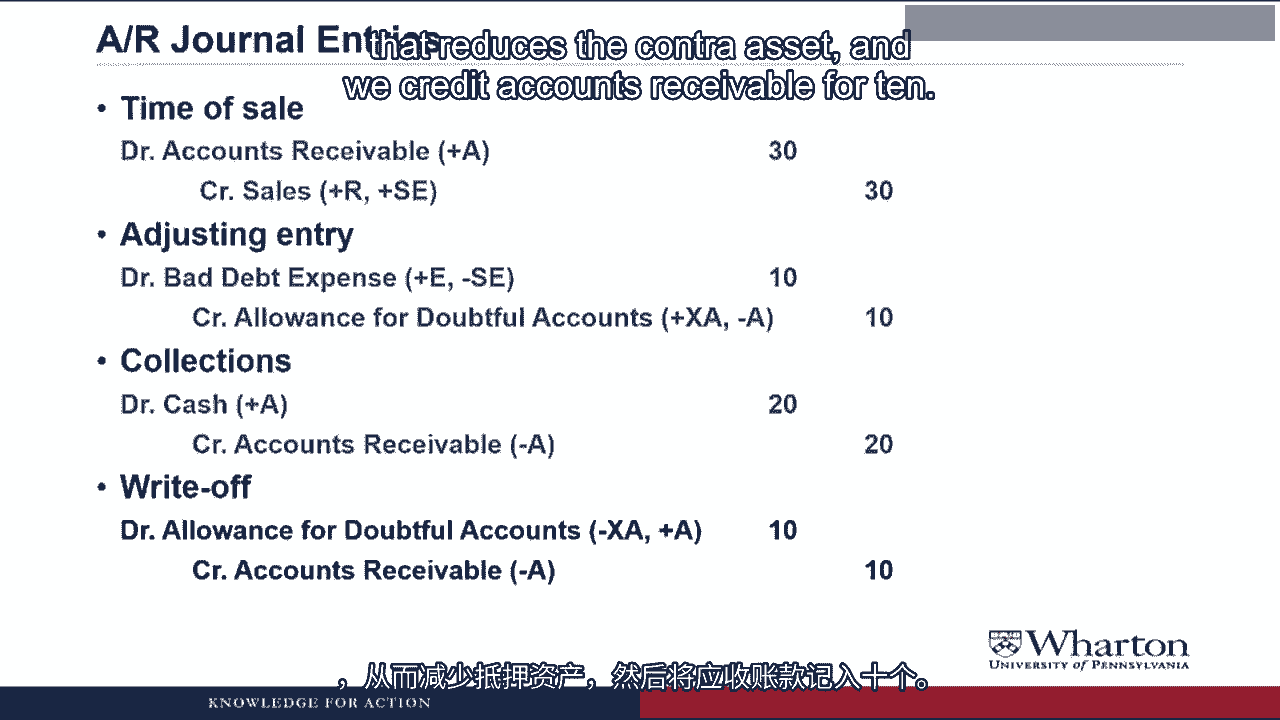 A/R Journal Entries
that reduces the contra asset, and
we credit accounts receivable for ten.
• Time of sale
Dr. Accounts Receivable (+A) 30
Cr. Sales (+R, +SE) 30
• Adjusting entry
Dr. Bad Debt Expense (+E, -SE) 10
Cr. Allowance for Doubtful Accounts (+XA, -A) 10
• Collections
Dr. Cash (+A) 20
Cr. Accounts Receivable (-A) 20
• Write-off
Dr. Allowance for Doubtful Accounts (-XA, +A) 10
Cr. Accounts Receivable (-A) 10
Wharton
UNIVERSITY of PENNSYLVANIA
，从而减少抵押资产，然后将应收账款记入十个。
KNOWLEDGE FOR ACTION